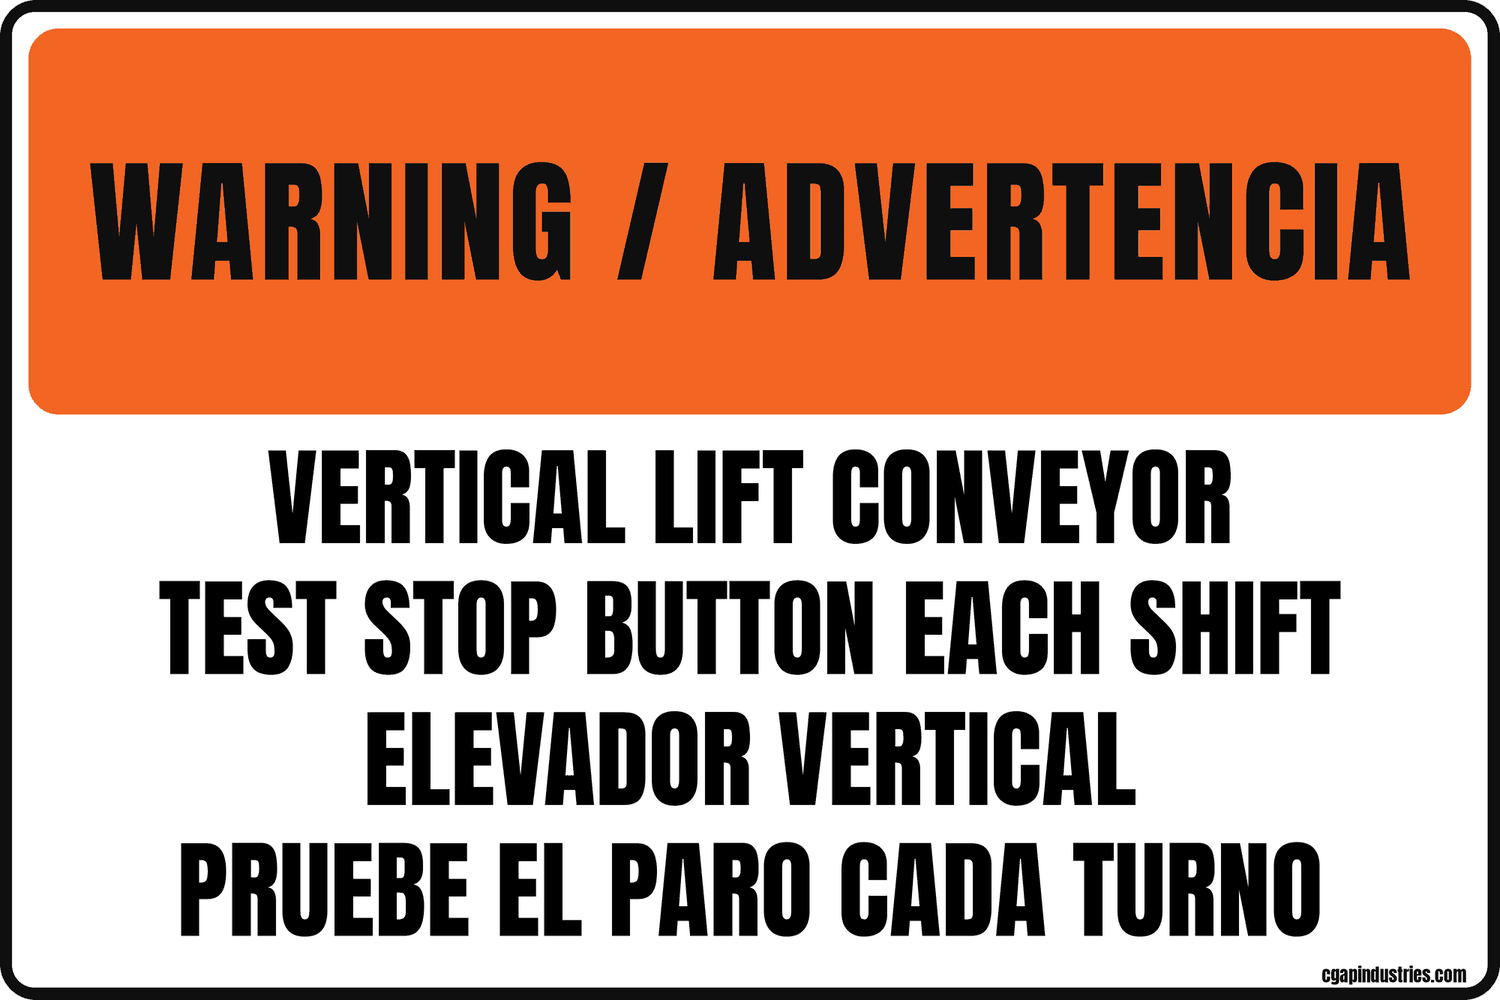 WARNING / ADVERTENCIA
VERTICAL LIFT CONVEYOR
TEST STOP BUTTON EACH SHIFT
ELEVADOR VERTICAL
PRUEBE EL PARO CADA TURNO
cgapindustries.com